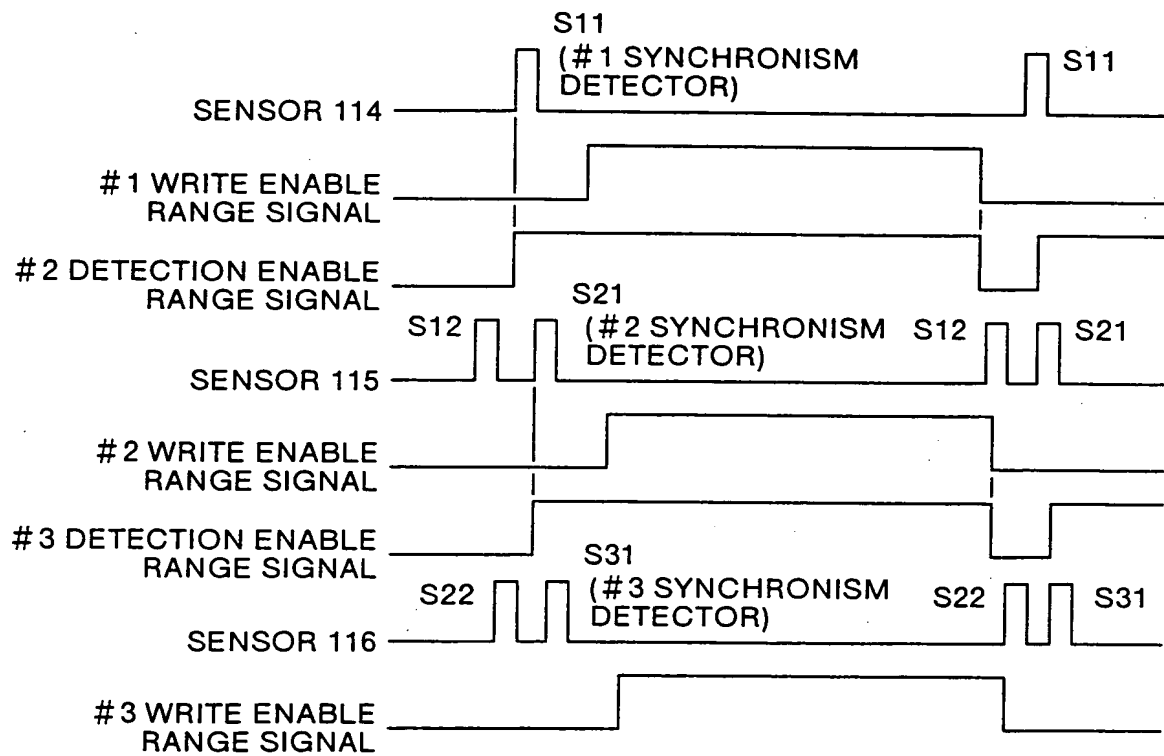 S11
(#1 SYNCHRONISM
DETECTOR)
S11
SENSOR 114
#1 WRITE ENABLE
RANGE SIGNAL
#2 DETECTION ENABLE
RANGE SIGNAL
S12
S21
(#2 SYNCHRONISM
DETECTOR)
S12
S21
SENSOR 115
#2 WRITE ENABLE
RANGE SIGNAL
#3 DETECTION ENABLE
RANGE SIGNAL
S22
S31
(#3 SYNCHRONISM
DETECTOR)
S22
S31
SENSOR 116
#3 WRITE ENABLE
RANGE SIGNAL